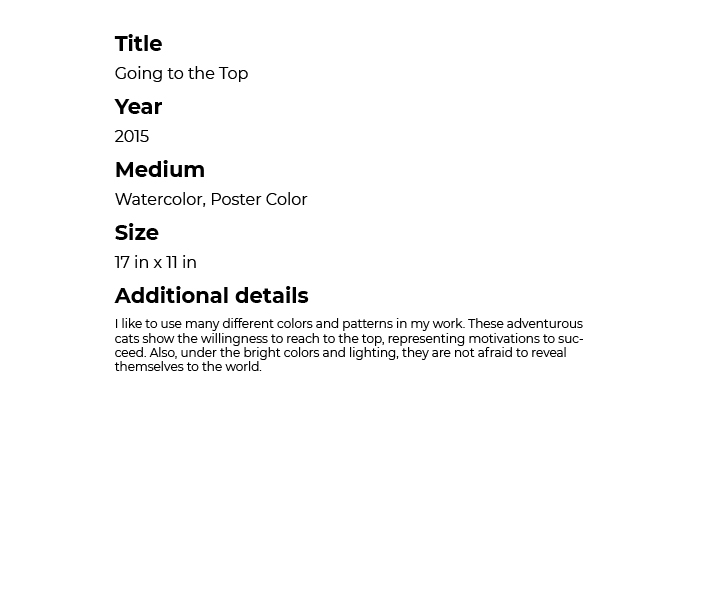 Title
Going to the Top
Year
2015
Medium
Watercolor, Poster Color
Size
17 in x 11 in
Additional details
I like to use many different colors and patterns in my work. These adventurous
cats show the willingness to reach to the top, representing motivations to suc-
ceed. Also, under the bright colors and lighting, they are not afraid to reveal
themselves to the world.